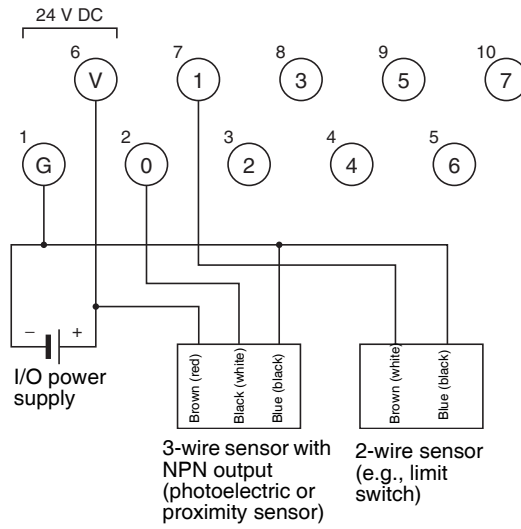 24 V DC
6 7 8 9 10
V 1 3 5 7
1 2 3 4 5
G 0 2 4 6
− +
I/O power
supply
Brown (red)
Black (white)
Blue (black)
Brown (white)
Blue (black)
3-wire sensor with
NPN output
(photoelectric or
proximity sensor)
2-wire sensor
(e.g., limit
switch)